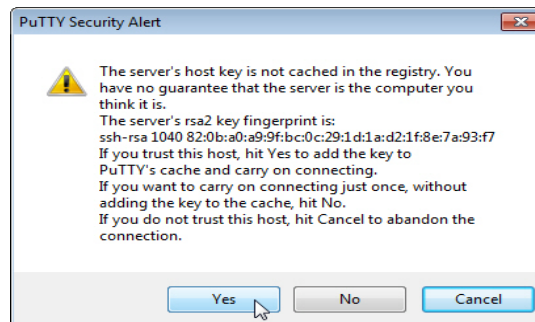 PuTTY Security Alert
The server's host key is not cached in the registry. You
have no guarantee that the server is the computer you
think it is.
The server's rsa2 key fingerprint is:
ssh-rsa 1040 82:0b:a0:a9:9f:bc:0c:29:1d:1a:d2:1f:8e:7a:93:f7
If you trust this host, hit Yes to add the key to
PuTTY's cache and carry on connecting.
If you want to carry on connecting just once, without
adding the key to the cache, hit No.
If you do not trust this host, hit Cancel to abandon the
connection.
Yes No Cancel